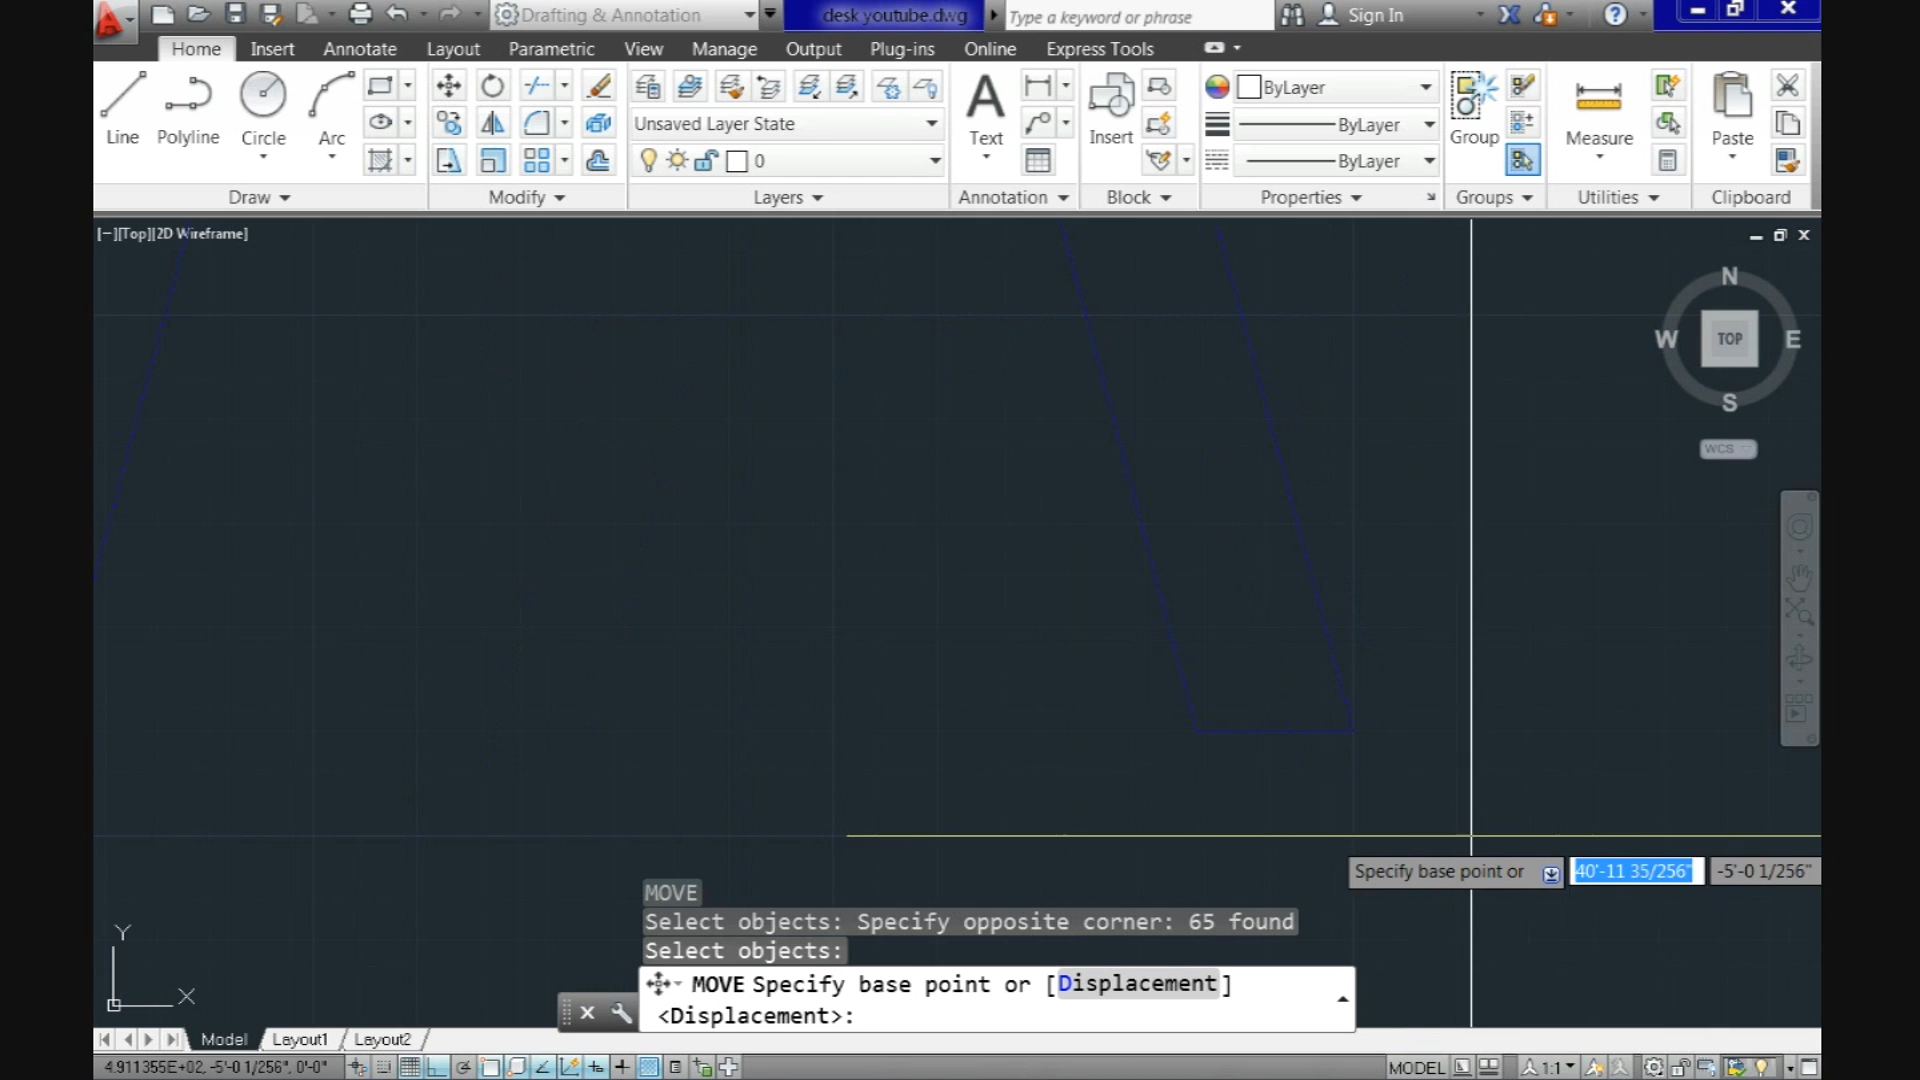 Drafting & Annotation
desk youtube.dwg
Type a keyword or phrase
Sign In
Home Insert Annotate Layout Parametric View Manage Output Plug-ins Online Express Tools
Line Polyline Circle Arc
Unsaved Layer State
0
Text
Insert
ByLayer
ByLayer
ByLayer
Group
Measure
Paste
Draw Modify Layers Annotation Block Properties Groups Utilities Clipboard
[−][Top][2D Wireframe]
N
W TOP E
S
WCS
Specify base point or 40'-11 35/256" -5'-0 1/256"
MOVE
Select objects: Specify opposite corner: 65 found
Select objects:
MOVE Specify base point or [Displacement]
<Displacement>:
Y
X
Model Layout1 Layout2
4.911355E+02, -5'-0 1/256", 0'-0"
MODEL
1:1